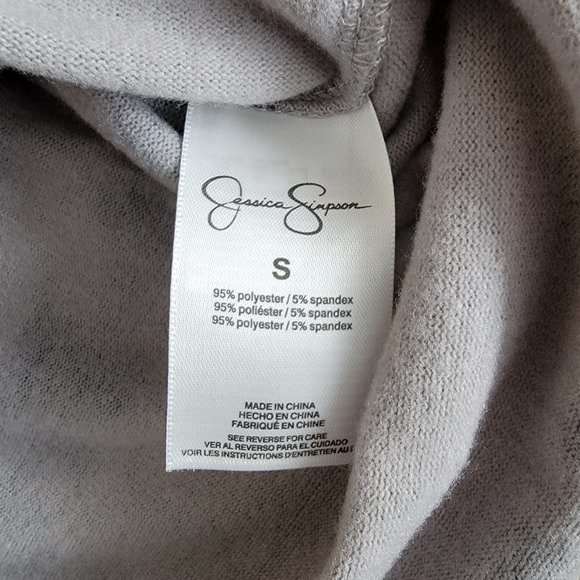 Jessica Simpson
S
95% polyester / 5% spandex
95% poliéster / 5% spandex
95% polyester / 5% spandex
MADE IN CHINA
HECHO EN CHINA
FABRIQUÉ EN CHINE
SEE REVERSE FOR CARE
VER AL REVERSO PARA EL CUIDADO
VOIR LES INSTRUCTIONS D'ENTRETIEN AU